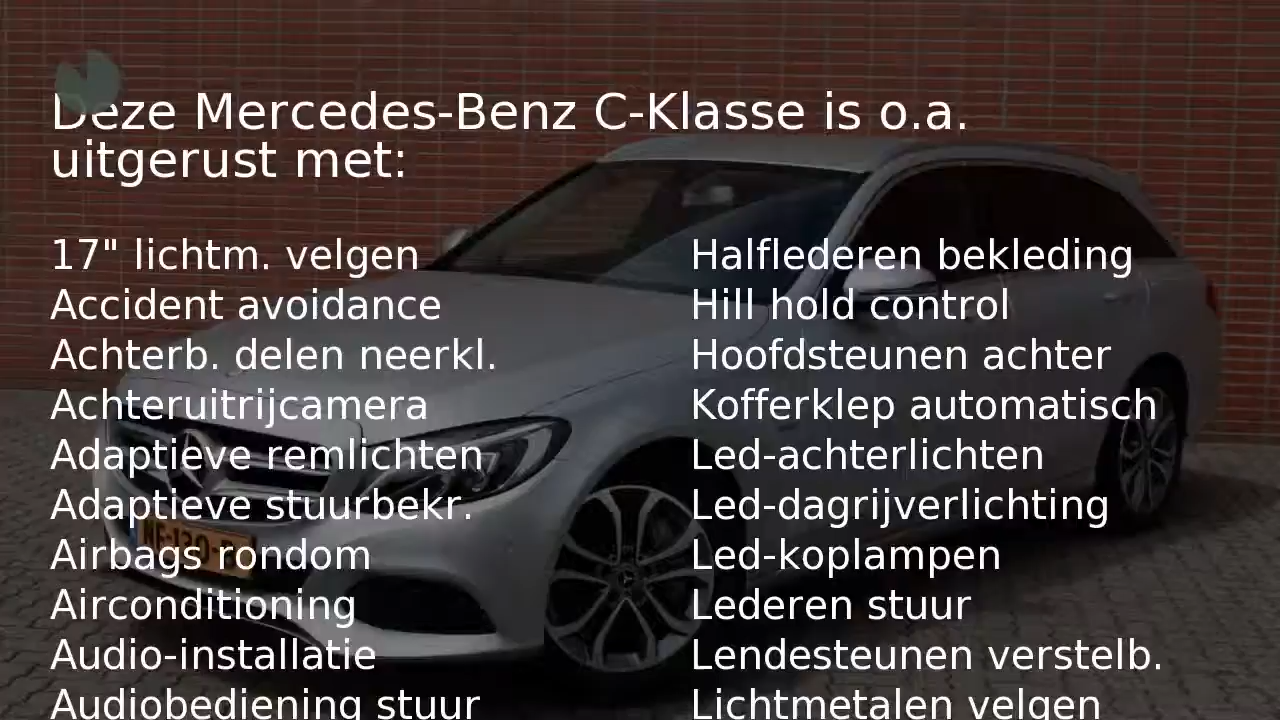 Deze Mercedes-Benz C-Klasse is o.a.
uitgerust met:
17" lichtm. velgen
Accident avoidance
Achterb. delen neerkl.
Achteruitrijcamera
Adaptieve remlichten
Adaptieve stuurbekr.
Airbags rondom
Airconditioning
Audio-installatie
Audiobediening stuur
Halflederen bekleding
Hill hold control
Hoofdsteunen achter
Kofferklep automatisch
Led-achterlichten
Led-dagrijverlichting
Led-koplampen
Lederen stuur
Lendesteunen verstelb.
Lichtmetalen velgen